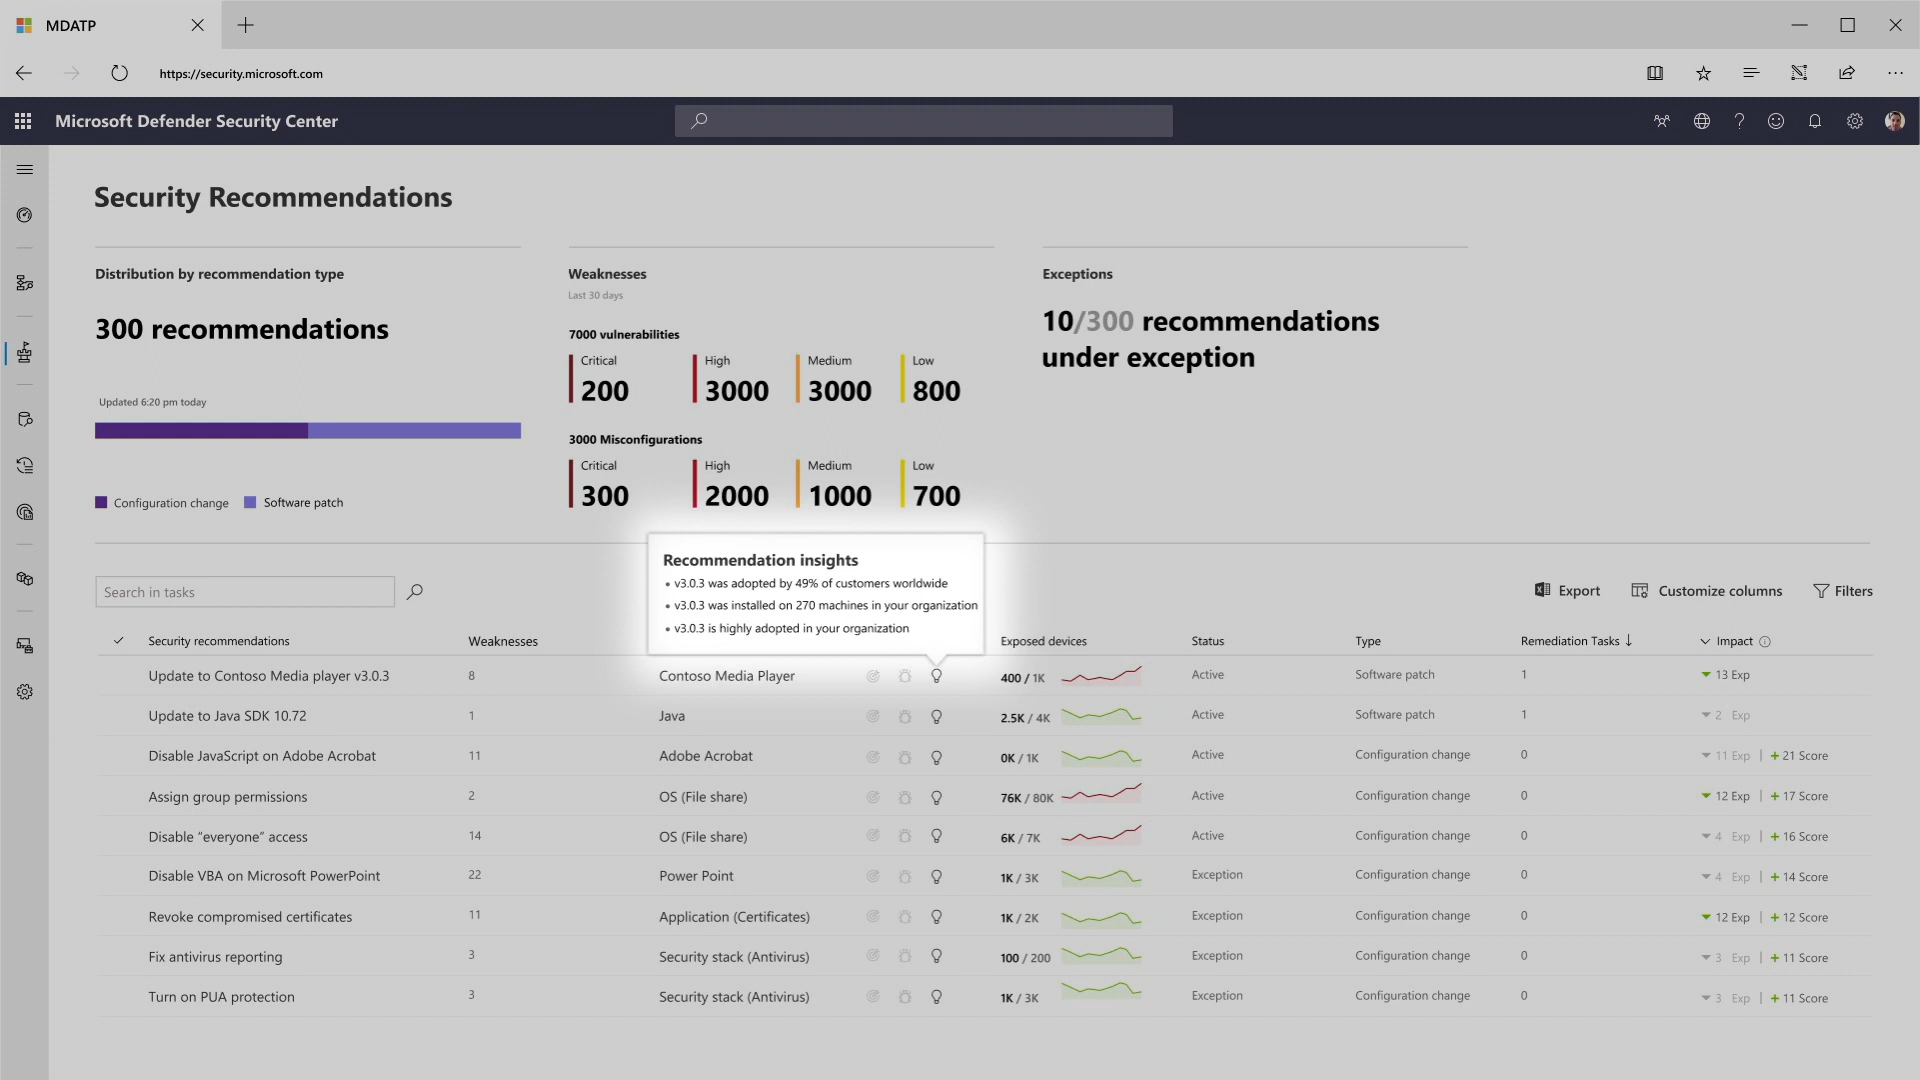 MDATP
https://security.microsoft.com
Microsoft Defender Security Center
Security Recommendations
Distribution by recommendation type
300 recommendations
Updated 6:20 pm today
Configuration change Software patch
Weaknesses
Last 30 days
7000 vulnerabilities
Critical High Medium Low
200 3000 3000 800
3000 Misconfigurations
Critical High Medium Low
300 2000 1000 700
Exceptions
10/300 recommendations
under exception
Recommendation insights
• v3.0.3 was adopted by 49% of customers worldwide
• v3.0.3 was installed on 270 machines in your organization
• v3.0.3 is highly adopted in your organization
Search in tasks
Export Customize columns Filters
Security recommendations Weaknesses Exposed devices Status Type Remediation Tasks ↓ Impact
Update to Contoso Media player v3.0.3 8 Contoso Media Player 400 / 1K Active Software patch 1 13 Exp
Update to Java SDK 10.72 1 Java 2.5K / 4K Active Software patch 1 2 Exp
Disable JavaScript on Adobe Acrobat 11 Adobe Acrobat 0K / 1K Active Configuration change 0 11 Exp | + 21 Score
Assign group permissions 2 OS (File share) 76K / 80K Active Configuration change 0 12 Exp | + 17 Score
Disable “everyone” access 14 OS (File share) 6K / 7K Active Configuration change 0 4 Exp | + 16 Score
Disable VBA on Microsoft PowerPoint 22 Power Point 1K / 3K Exception Configuration change 0 4 Exp | + 14 Score
Revoke compromised certificates 11 Application (Certificates) 1K / 2K Exception Configuration change 0 12 Exp | + 12 Score
Fix antivirus reporting 3 Security stack (Antivirus) 100 / 200 Exception Configuration change 0 3 Exp | + 11 Score
Turn on PUA protection 3 Security stack (Antivirus) 1K / 3K Exception Configuration change 0 3 Exp | + 11 Score